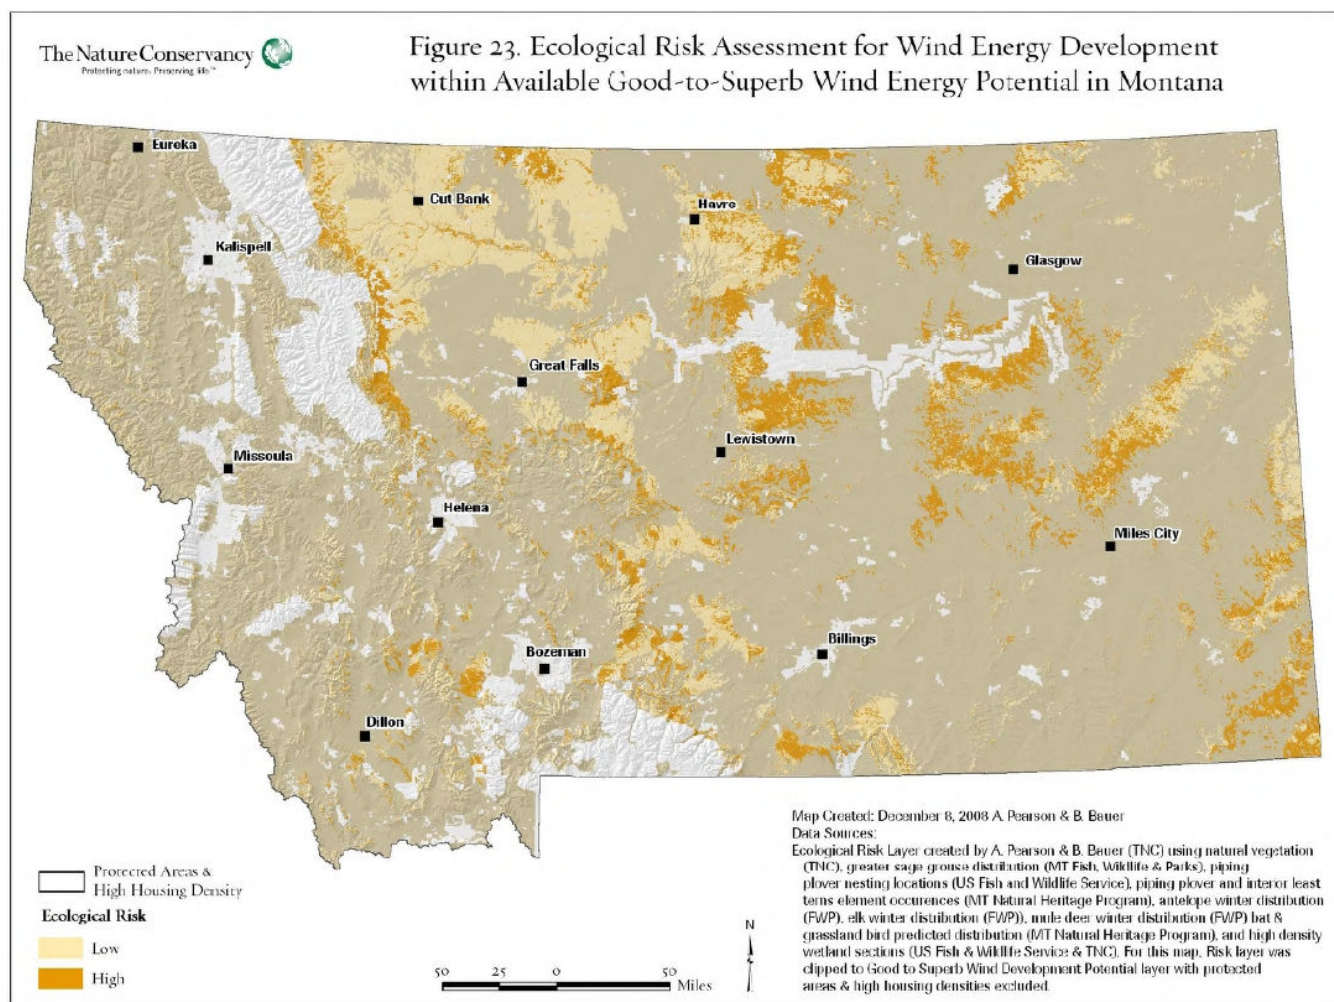 The Nature Conservancy
Protecting nature. Preserving life.™
Figure 23. Ecological Risk Assessment for Wind Energy Development
within Available Good-to-Superb Wind Energy Potential in Montana
Eureka
Cut Bank
Havre
Kalispell
Glasgow
Great Falls
Lewistown
Missoula
Helena
Miles City
Billings
Bozeman
Dillon
Map Created: December 8, 2008 A. Pearson & B. Bauer
Data Sources:
Ecological Risk Layer created by A. Pearson & B. Bauer (TNC) using natural vegetation
(TNC), greater sage grouse distribution (MT Fish, Wildlife & Parks), piping
plover nesting locations (US Fish and Wildlife Service), piping plover and interior least
terns element occurences (MT Natural Heritage Program), antelope winter distribution
(FWP), elk winter distribution (FWP)), mule deer winter distribution (FWP) bat &
grassland bird predicted distribution (MT Natural Heritage Program), and high density
wetland sections (US Fish & Wildlife Service & TNC). For this map, Risk layer was
clipped to Good to Superb Wind Development Potential layer with protected
areas & high housing densities excluded.
Protected Areas &
High Housing Density
Ecological Risk
Low
High
N
50 25 0 50
Miles